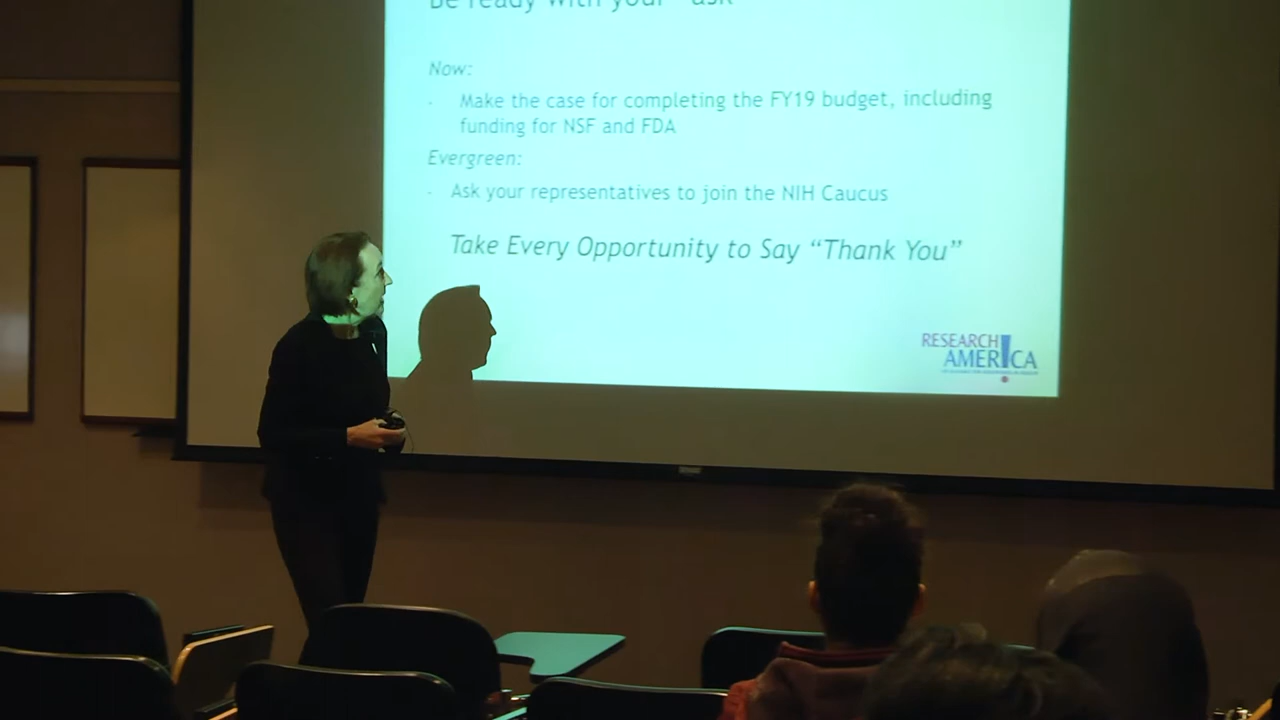 Be ready with your "ask"
Now:
- Make the case for completing the FY19 budget, including
funding for NSF and FDA
Evergreen:
- Ask your representatives to join the NIH Caucus
Take Every Opportunity to Say “Thank You”
RESEARCH
AMERICA